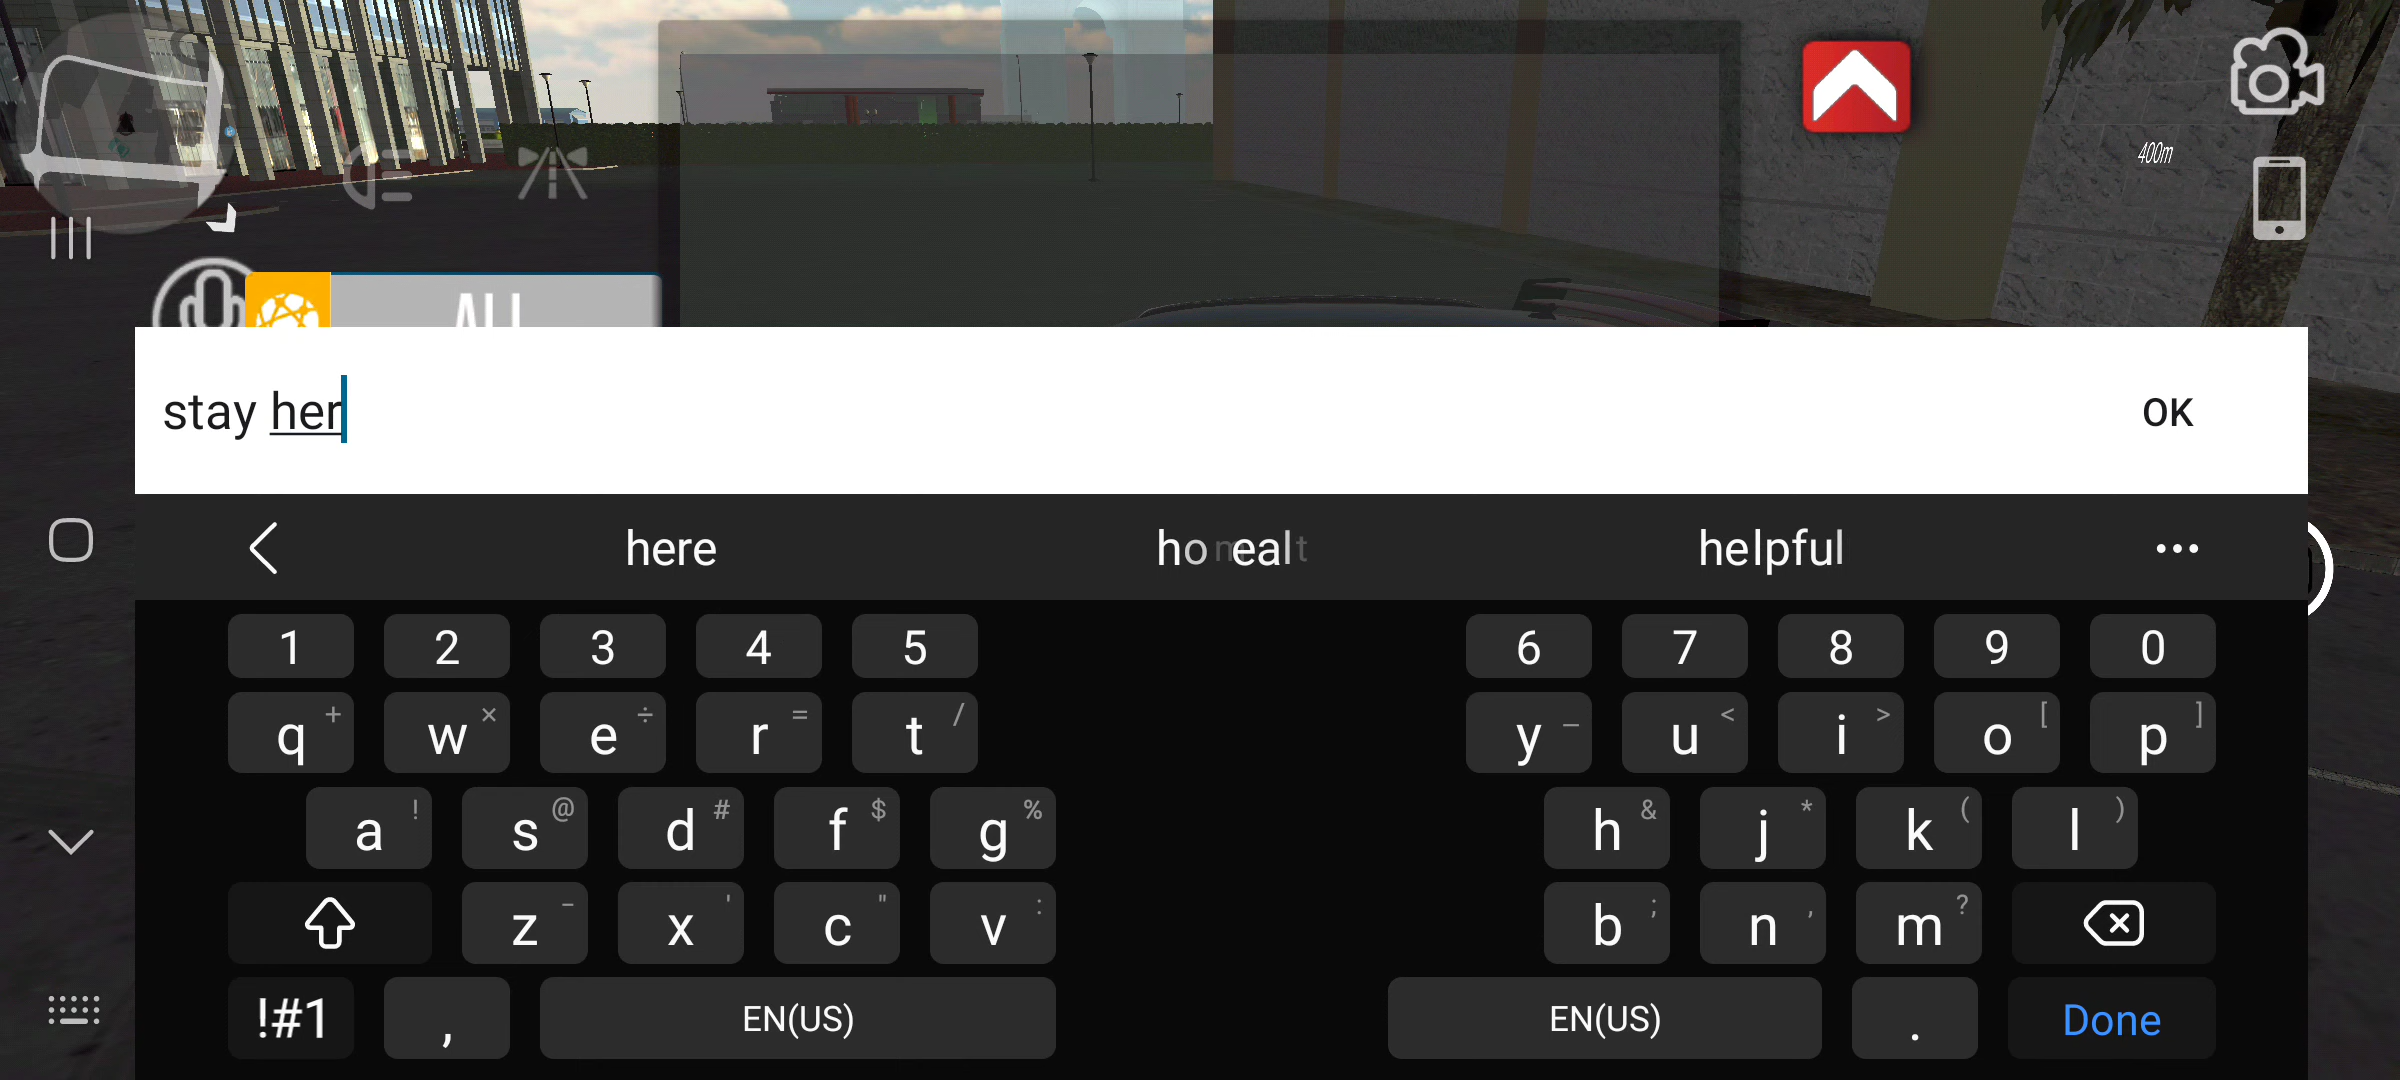 400m
ALL
stay her
OK
here
helpful
1 2 3 4 5 6 7 8 9 0
q + w × e ÷ r = t / y _ u < i > o [ p ]
a ! s @ d # f $ g % h & j * k ( l )
z - x ' c " v : b ; n , m ?
!#1 , EN(US) EN(US) . Done